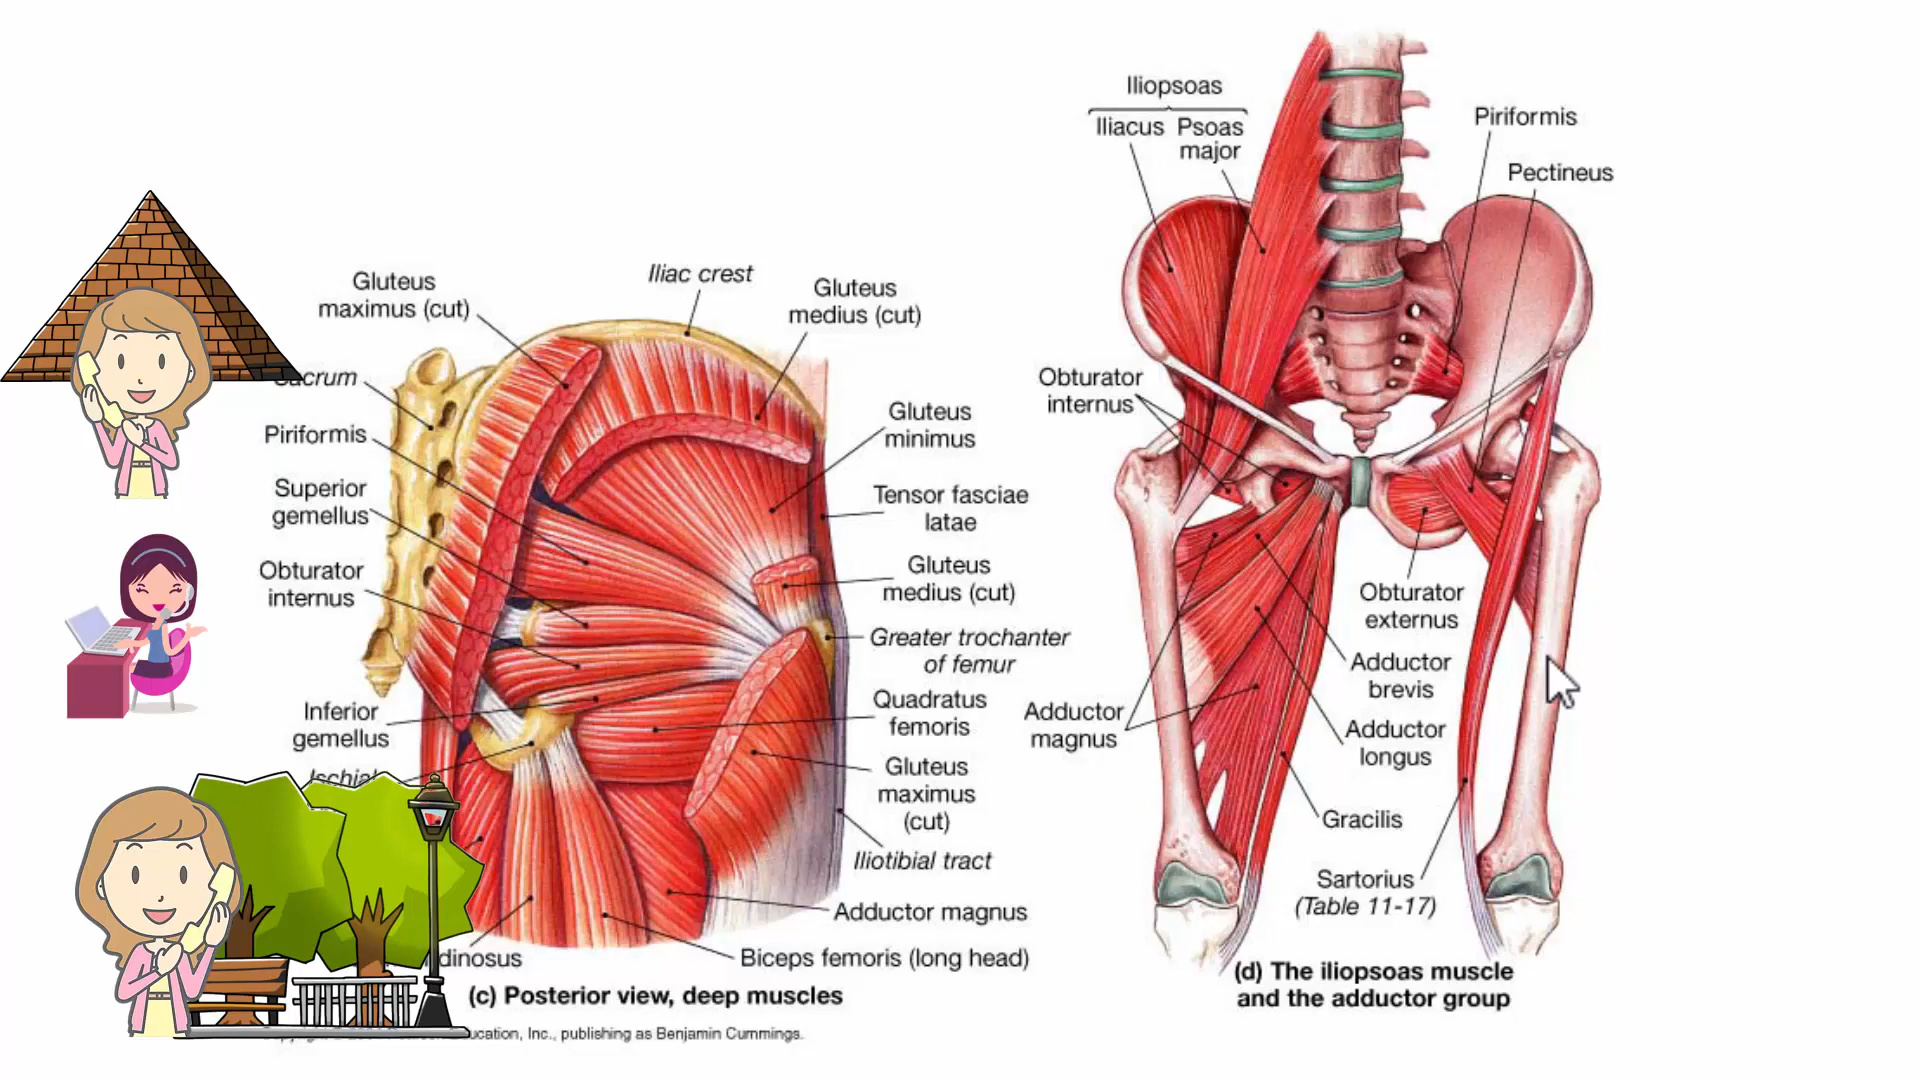 Gluteus
maximus (cut)
Iliac crest
Gluteus
medius (cut)
Sacrum
Piriformis
Superior
gemellus
Obturator
internus
Gluteus
minimus
Tensor fasciae
latae
Gluteus
medius (cut)
Greater trochanter
of femur
Inferior
gemellus
Quadratus
femoris
Gluteus
maximus
(cut)
Iliotibial tract
Adductor magnus
dinosus
Biceps femoris (long head)
(c) Posterior view, deep muscles
ucation, Inc., publishing as Benjamin Cummings.
Iliopsoas
Iliacus Psoas
major
Piriformis
Pectineus
Obturator
internus
Obturator
externus
Adductor
brevis
Adductor
magnus
Adductor
longus
Gracilis
Sartorius
(Table 11-17)
(d) The iliopsoas muscle
and the adductor group